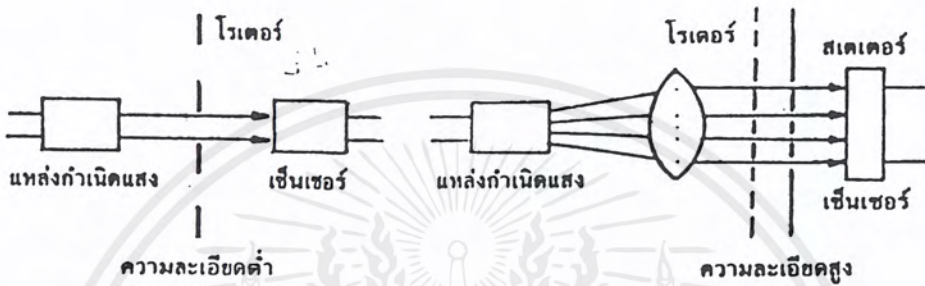 โรเตอร์
แหล่งกำเนิดแสง
เซ็นเซอร์
ความละเอียดต่ำ
โรเตอร์
สเตเตอร์
แหล่งกำเนิดแสง
เซ็นเซอร์
ความละเอียดสูง